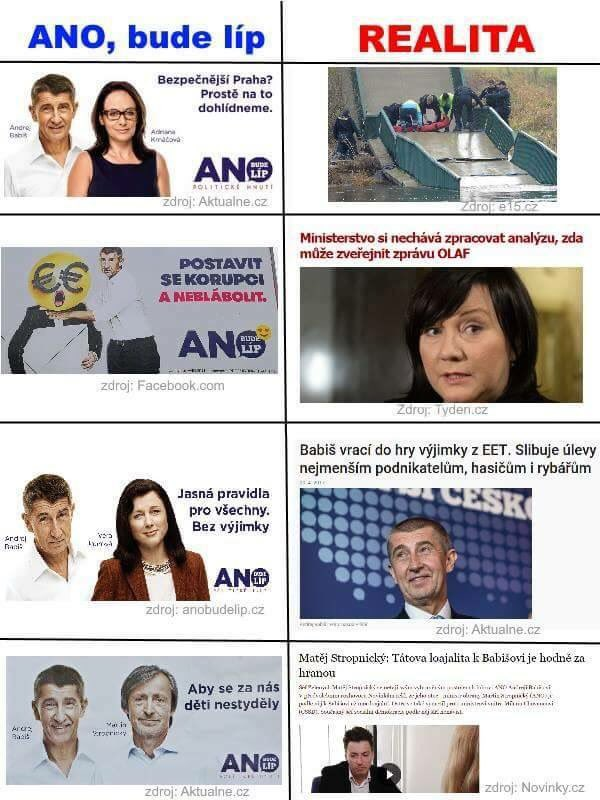 ANO, bude líp
REALITA
Bezpečnější Praha?
Prostě na to
dohlídneme.
Andrej
Babiš
Adriana
Krnáčová
ANO
BUDE
LÍP
POLITICKÉ HNUTÍ
zdroj: Aktualne.cz
Zdroj: e15.cz
POSTAVIT
SE KORUPCI
A NEBLÁBOLIT.
ANO
BUDE
LÍP
zdroj: Facebook.com
Ministerstvo si nechává zpracovat analýzu, zda
může zveřejnit zprávu OLAF
Zdroj: Tyden.cz
Jasná pravidla
pro všechny.
Bez výjimky
Andrej
Babiš
Věra
ANO
BUDE
LÍP
zdroj: anobudelip.cz
Babiš vrací do hry výjimky z EET. Slibuje úlevy
nejmenším podnikatelům, hasičům i rybářům
ČESK
zdroj: Aktualne.cz
Aby se za nás
děti nestyděly
Andrej
Babiš
Martin
Stropnický
ANO
BUDE
LÍP
zdroj: Aktualne.cz
Matěj Stropnický: Tátova loajalita k Babišovi je hodně za
hranou
zdroj: Novinky.cz